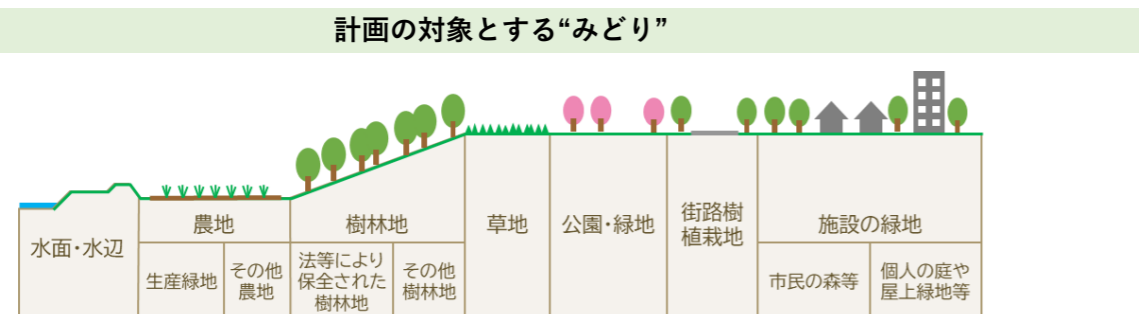 計画の対象とする“みどり”
水面･水辺
農地
生産緑地
その他
農地
樹林地
法等により
保全された
樹林地
その他
樹林地
草地
公園･緑地
街路樹
植栽地
施設の緑地
市民の森等
個人の庭や
屋上緑地等